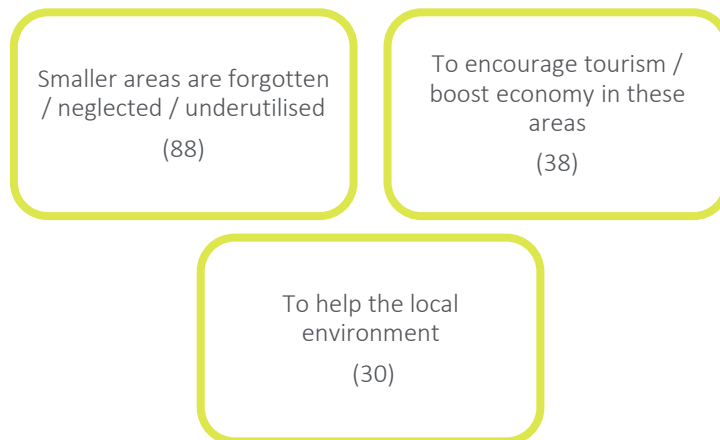 Smaller areas are forgotten
/ neglected / underutilised
(88)
To encourage tourism /
boost economy in these
areas
(38)
To help the local
environment
(30)